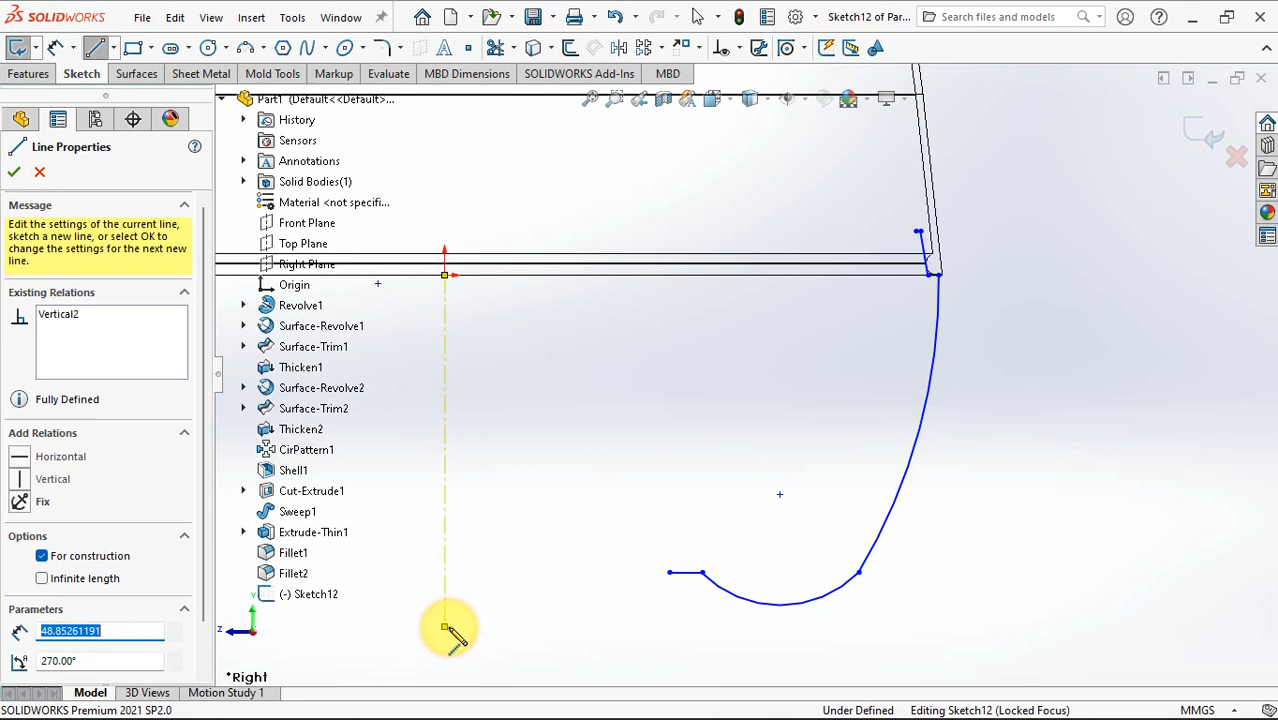 SOLIDWORKS File Edit View Insert Tools Window Sketch12 of Par... Search files and models
Features Sketch Surfaces Sheet Metal Mold Tools Markup Evaluate MBD Dimensions SOLIDWORKS Add-Ins MBD
Part1 (Default<<Default>...
History
Sensors
Annotations
Solid Bodies(1)
Material <not specifi...
Front Plane
Top Plane
Right Plane
Origin
Revolve1
Surface-Revolve1
Surface-Trim1
Thicken1
Surface-Revolve2
Surface-Trim2
Thicken2
CirPattern1
Shell1
Cut-Extrude1
Sweep1
Extrude-Thin1
Fillet1
Fillet2
(-) Sketch12
Line Properties
Message
Edit the settings of the current line,
sketch a new line, or select OK to
change the settings for the next new
line.
Existing Relations
Vertical2
Fully Defined
Add Relations
Horizontal
Vertical
Fix
Options
For construction
Infinite length
Parameters
48.85261191
270.00°
Y
Z
*Right
Model 3D Views Motion Study 1
SOLIDWORKS Premium 2021 SP2.0 Under Defined Editing Sketch12 (Locked Focus) MMGS